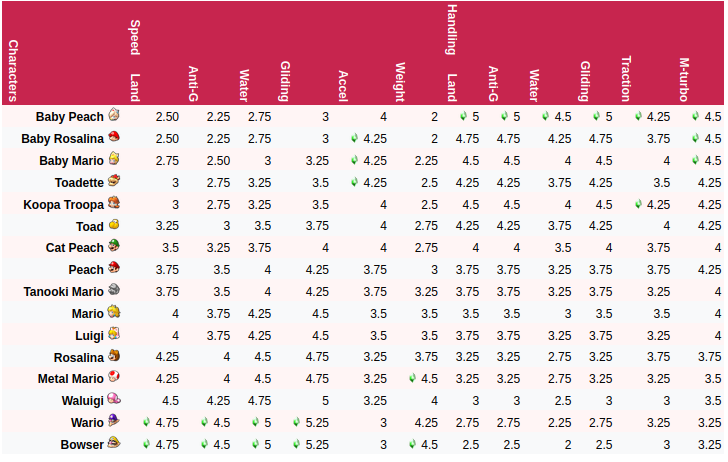 Characters Speed Land Anti-G Water Gliding Accel Weight Handling Land Anti-G Water Gliding Traction M-turbo
Baby Peach 2.50 2.25 2.75 3 4 2 5 5 4.5 5 4.25 4.5
Baby Rosalina 2.50 2.25 2.75 3 4.25 2 4.75 4.75 4.25 4.75 3.75 4.5
Baby Mario 2.75 2.50 3 3.25 4.25 2.25 4.5 4.5 4 4.5 4 4.5
Toadette 3 2.75 3.25 3.5 4.25 2.5 4.25 4.25 3.75 4.25 3.5 4.25
Koopa Troopa 3 2.75 3.25 3.5 4 2.5 4.5 4.5 4 4.5 4.25 4.25
Toad 3.25 3 3.5 3.75 4 2.75 4.25 4.25 3.75 4.25 4 4.25
Cat Peach 3.5 3.25 3.75 4 4 2.75 4 4 3.5 4 3.75 4
Peach 3.75 3.5 4 4.25 3.75 3 3.75 3.75 3.25 3.75 3.75 4.25
Tanooki Mario 3.75 3.5 4 4.25 3.75 3.25 3.75 3.75 3.25 3.75 3.25 4
Mario 4 3.75 4.25 4.5 3.5 3.5 3.5 3.5 3 3.5 3.5 4
Luigi 4 3.75 4.25 4.5 3.5 3.5 3.75 3.75 3.25 3.75 3.25 4
Rosalina 4.25 4 4.5 4.75 3.25 3.75 3.25 3.25 2.75 3.25 3.75 3.75
Metal Mario 4.25 4 4.5 4.75 3.25 4.5 3.25 3.25 2.75 3.25 3.25 3.5
Waluigi 4.5 4.25 4.75 5 3.25 4 3 3 2.5 3 3 3.5
Wario 4.75 4.5 5 5.25 3 4.25 2.75 2.75 2.25 2.75 3.25 3.25
Bowser 4.75 4.5 5 5.25 3 4.5 2.5 2.5 2 2.5 3 3.25